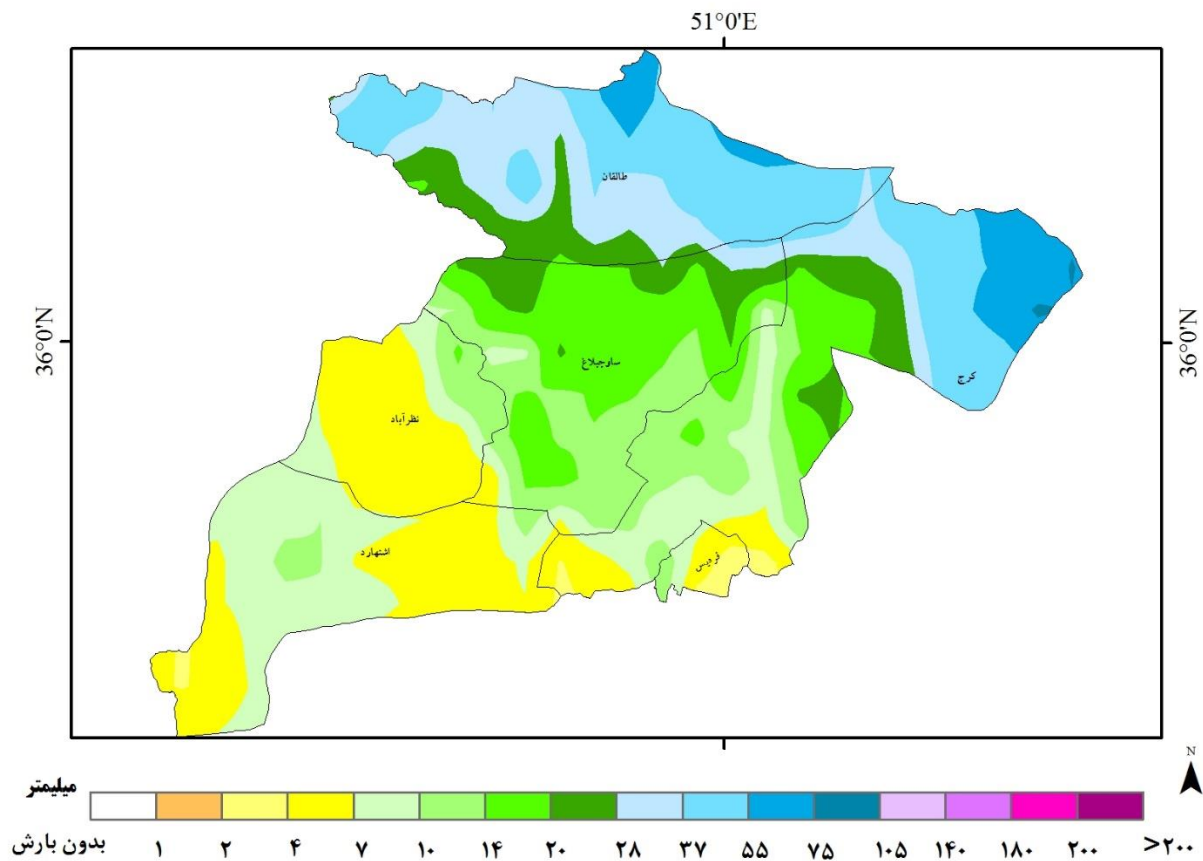 51°0'E
36°0'N
36°0'N
طالقان
کرج
ساوجبلاغ
نظرآباد
اشتهارد
فردیس
N
میلیمتر
بدون بارش ۱ ۲ ۴ ۷ ۱۰ ۱۴ ۲۰ ۲۸ ۳۷ ۵۵ ۷۵ ۱۰۵ ۱۴۰ ۱۸۰ ۲۰۰ >۲۰۰